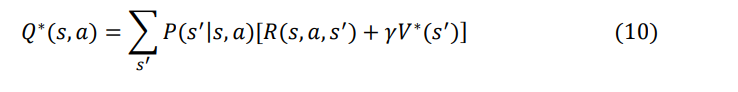 Q*(s, a) = ∑ P(s′|s, a)[R(s, a, s′) + γV*(s′)] (10)
s′